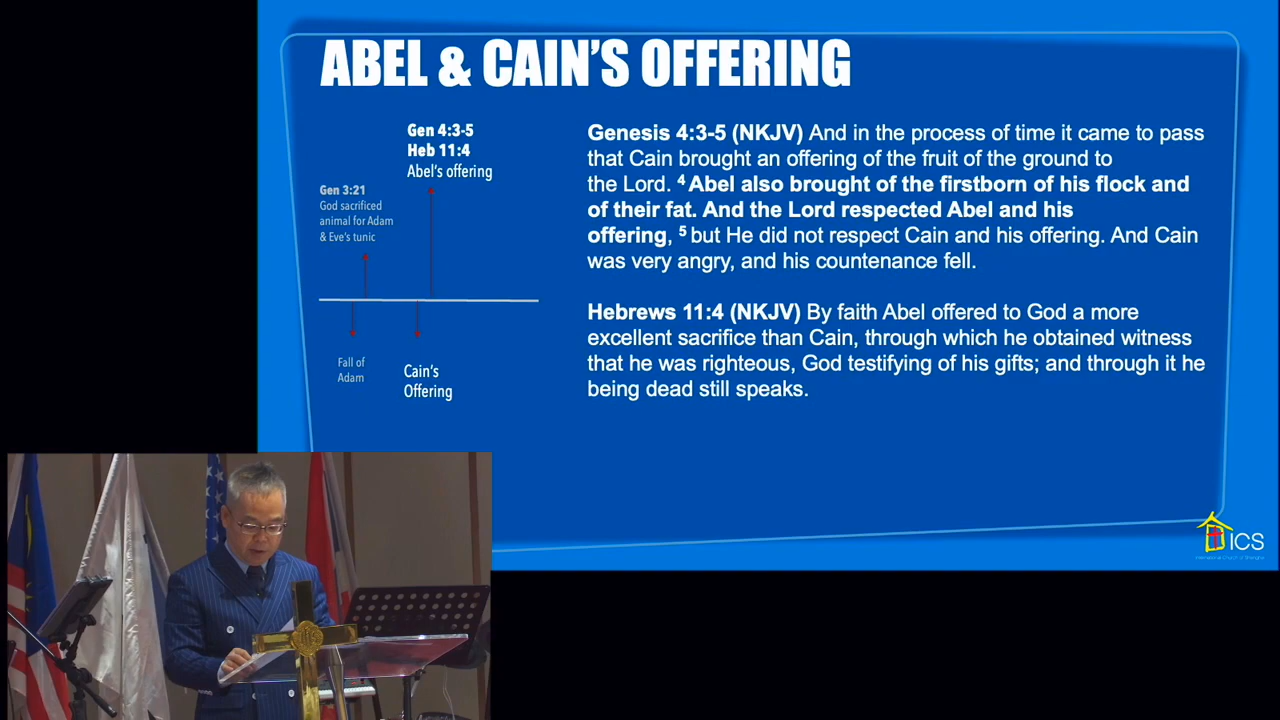 ABEL & CAIN'S OFFERING
Gen 4:3-5
Heb 11:4
Abel's offering
Gen 3:21
God sacrificed
animal for Adam
& Eve's tunic
Fall of
Adam
Cain's
Offering
Genesis 4:3-5 (NKJV) And in the process of time it came to pass
that Cain brought an offering of the fruit of the ground to
the Lord. ⁴ Abel also brought of the firstborn of his flock and
of their fat. And the Lord respected Abel and his
offering, ⁵ but He did not respect Cain and his offering. And Cain
was very angry, and his countenance fell.
Hebrews 11:4 (NKJV) By faith Abel offered to God a more
excellent sacrifice than Cain, through which he obtained witness
that he was righteous, God testifying of his gifts; and through it he
being dead still speaks.
ICS